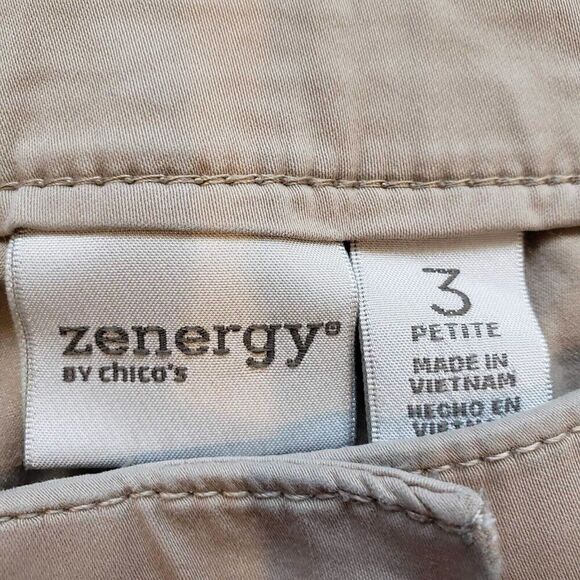 zenergy®
BY chico's
3
PETITE
MADE IN
VIETNAM
HECHO EN